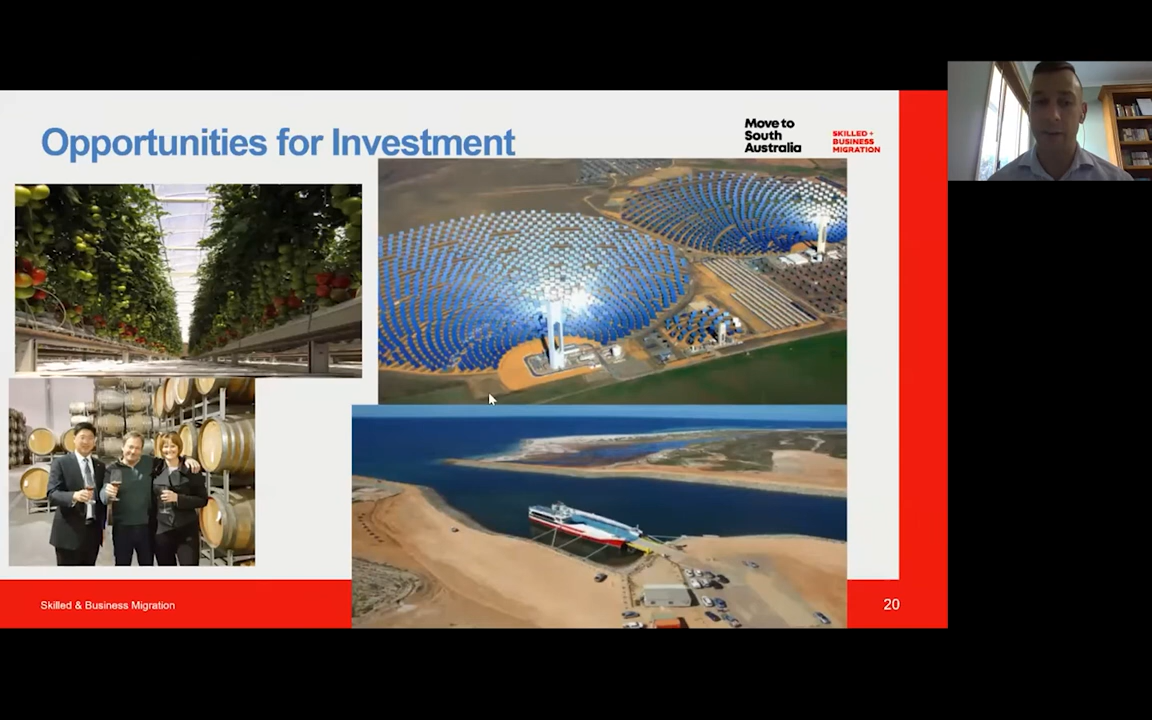 Opportunities for Investment
Move to
South
Australia
SKILLED +
BUSINESS
MIGRATION
Skilled & Business Migration
20